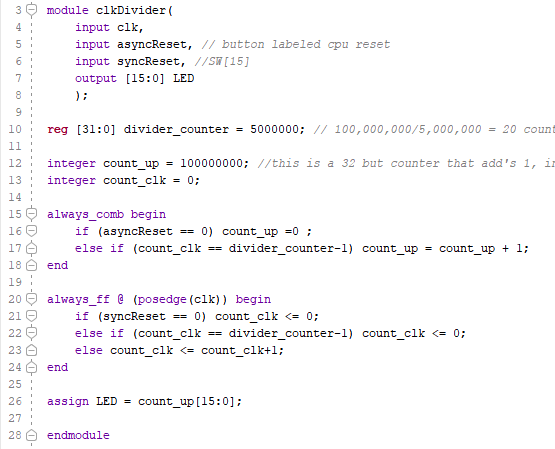 3 module clkDivider(
4 input clk,
5 input asyncReset, // button labeled cpu reset
6 input syncReset, //SW[15]
7 output [15:0] LED
8 );
9
10 reg [31:0] divider_counter = 5000000; // 100,000,000/5,000,000 = 20 count
11
12 integer count_up = 100000000; //this is a 32 but counter that add's 1, in
13 integer count_clk = 0;
14
15 always_comb begin
16 if (asyncReset == 0) count_up =0 ;
17 else if (count_clk == divider_counter-1) count_up = count_up + 1;
18 end
19
20 always_ff @ (posedge(clk)) begin
21 if (syncReset == 0) count_clk <= 0;
22 else if (count_clk == divider_counter-1) count_clk <= 0;
23 else count_clk <= count_clk+1;
24 end
25
26 assign LED = count_up[15:0];
27
28 endmodule